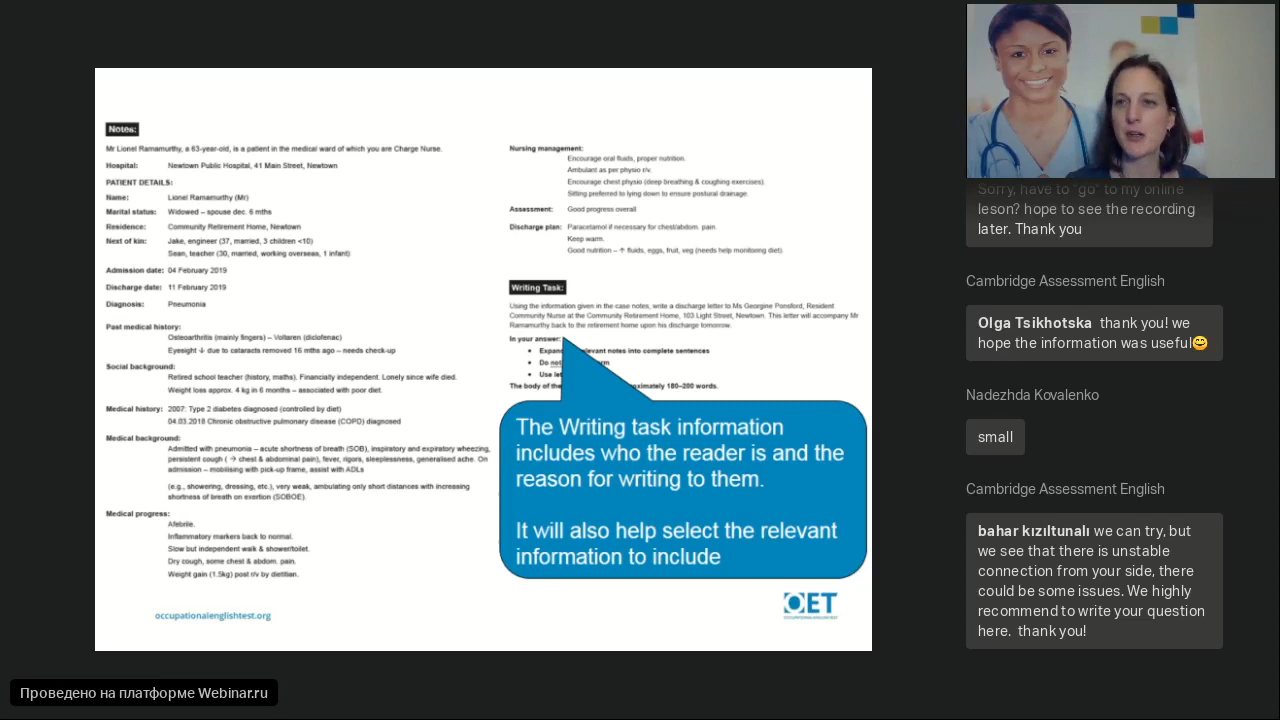 Notes:
Mr Lionel Ramamurthy, a 63-year-old, is a patient in the medical ward of which you are Charge Nurse.
Hospital: Newtown Public Hospital, 41 Main Street, Newtown
PATIENT DETAILS:
Name: Lionel Ramamurthy (Mr)
Marital status: Widowed – spouse dec. 6 mths
Residence: Community Retirement Home, Newtown
Next of kin: Jake, engineer (37, married, 3 children <10)
Sean, teacher (30, married, working overseas, 1 infant)
Admission date: 04 February 2019
Discharge date: 11 February 2019
Diagnosis: Pneumonia
Past medical history:
Osteoarthritis (mainly fingers) – Voltaren (diclofenac)
Eyesight ↓ due to cataracts removed 16 mths ago – needs check-up
Social background:
Retired school teacher (history, maths). Financially independent. Lonely since wife died.
Weight loss approx. 4 kg in 6 months – associated with poor diet.
Medical history: 2007: Type 2 diabetes diagnosed (controlled by diet)
04.03.2018 Chronic obstructive pulmonary disease (COPD) diagnosed
Medical background:
Admitted with pneumonia – acute shortness of breath (SOB), inspiratory and expiratory wheezing,
persistent cough ( → chest & abdominal pain), fever, rigors, sleeplessness, generalised ache. On
admission – mobilising with pick-up frame, assist with ADLs
(e.g., showering, dressing, etc.), very weak, ambulating only short distances with increasing
shortness of breath on exertion (SOBOE).
Medical progress:
Afebrile.
Inflammatory markers back to normal.
Slow but independent walk & shower/toilet.
Dry cough, some chest & abdom. pain.
Weight gain (1.5kg) post r/v by dietitian.
Nursing management:
Encourage oral fluids, proper nutrition.
Ambulant as per physio r/v.
Encourage chest physio (deep breathing & coughing exercises).
Sitting preferred to lying down to ensure postural drainage.
Assessment: Good progress overall
Discharge plan: Paracetamol if necessary for chest/abdom. pain.
Keep warm.
Good nutrition – ↑ fluids, eggs, fruit, veg (needs help monitoring diet).
Writing Task:
Using the information given in the case notes, write a discharge letter to Ms Georgine Ponsford, Resident
Community Nurse at the Community Retirement Home, 103 Light Street, Newtown. This letter will accompany Mr
Ramamurthy back to the retirement home upon his discharge tomorrow.
In your answer:
• Expand relevant notes into complete sentences
• Do not
• Use
The body of the 180–200 words.
The Writing task information
includes who the reader is and the
reason for writing to them.
It will also help select the relevant
information to include
occupationalenglishtest.org
OET
Sorry, have to "go" to my online
leson? hope to see the recording
later. Thank you
Cambridge Assessment English
Olga Taikhovska thank you! we
hope the information was useful😊
Nadezhda Kovalenko
small
Cambridge Assessment English
bahar kızıltunalı we can try, but
we see that there is unstable
connection from your side, there
could be some issues. We highly
recommend to write your question
here. thank you!
Проведено на платформе Webinar.ru